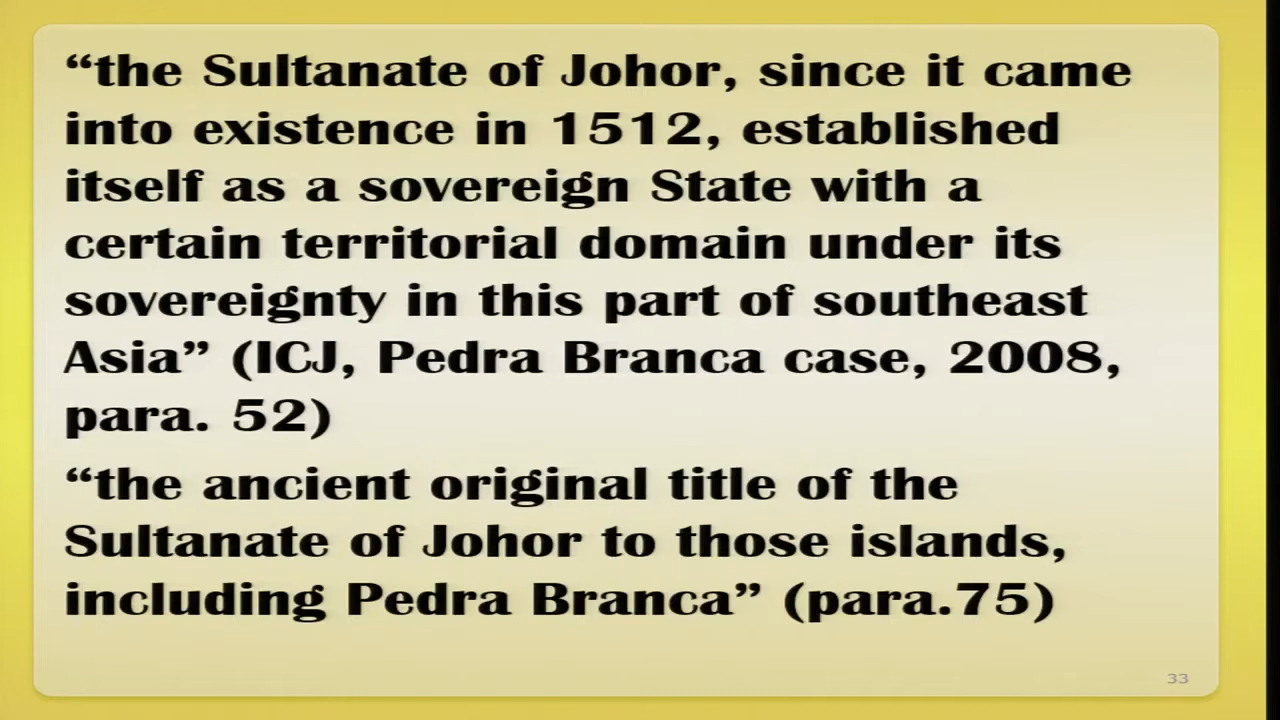 “the Sultanate of Johor, since it came
into existence in 1512, established
itself as a sovereign State with a
certain territorial domain under its
sovereignty in this part of southeast
Asia” (ICJ, Pedra Branca case, 2008,
para. 52)
“the ancient original title of the
Sultanate of Johor to those islands,
including Pedra Branca” (para.75)
33